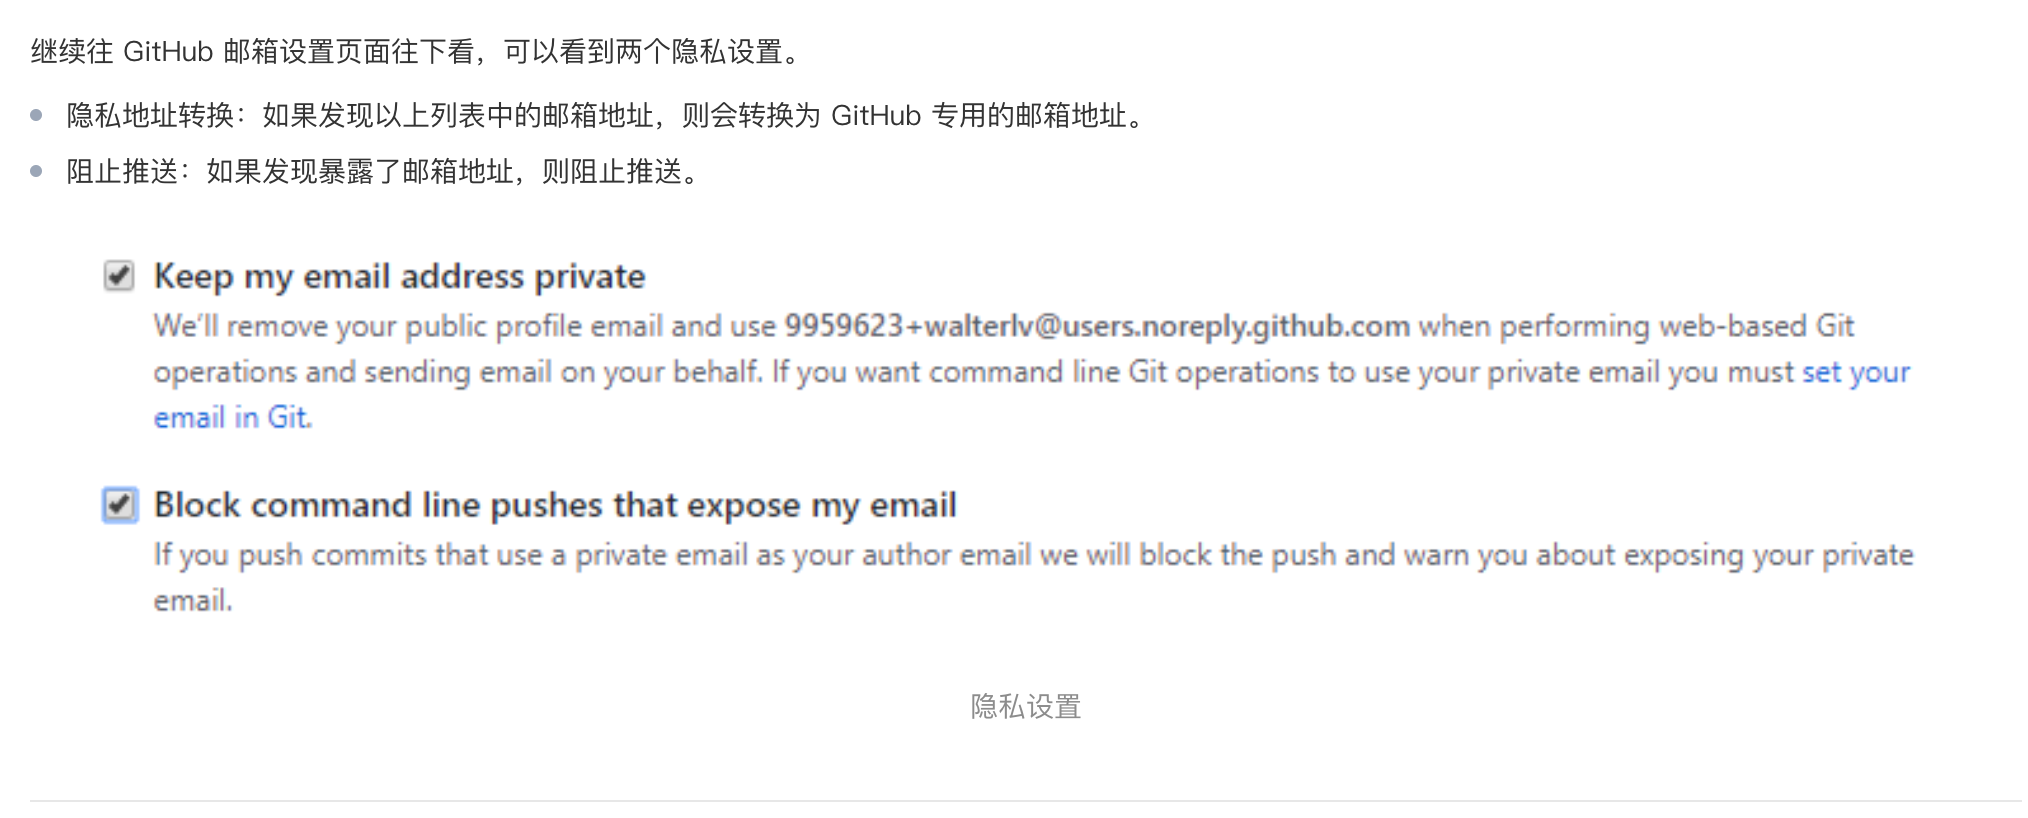 继续往 GitHub 邮箱设置页面往下看，可以看到两个隐私设置。
隐私地址转换：如果发现以上列表中的邮箱地址，则会转换为 GitHub 专用的邮箱地址。
阻止推送：如果发现暴露了邮箱地址，则阻止推送。
Keep my email address private
We'll remove your public profile email and use 9959623+walterlv@users.noreply.github.com when performing web-based Git
operations and sending email on your behalf. If you want command line Git operations to use your private email you must set your
email in Git.
Block command line pushes that expose my email
If you push commits that use a private email as your author email we will block the push and warn you about exposing your private
email.
隐私设置